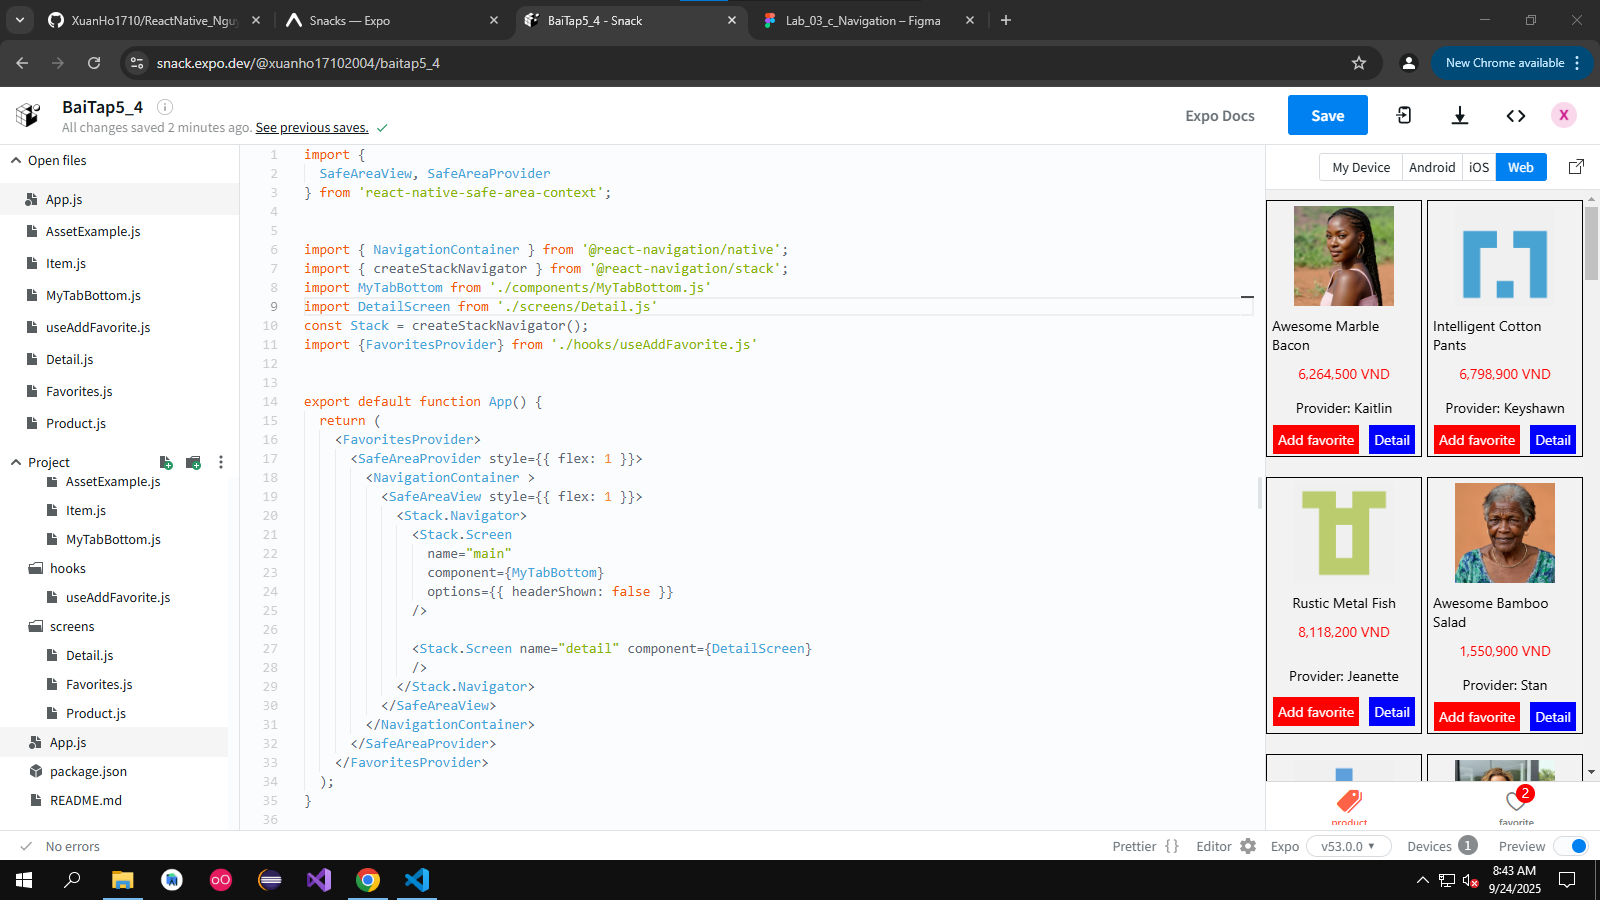 XuanHo1710/ReactNative_Ngu
Snacks — Expo
BaiTap5_4 - Snack
Lab_03_c_Navigation – Figma
snack.expo.dev/@xuanho17102004/baitap5_4
New Chrome available
BaiTap5_4
All changes saved 2 minutes ago. See previous saves.
Expo Docs
Save
X
Open files
App.js
AssetExample.js
Item.js
MyTabBottom.js
useAddFavorite.js
Detail.js
Favorites.js
Product.js
Project
AssetExample.js
Item.js
MyTabBottom.js
hooks
useAddFavorite.js
screens
Detail.js
Favorites.js
Product.js
App.js
package.json
README.md
1 import {
2 SafeAreaView, SafeAreaProvider
3 } from 'react-native-safe-area-context';
4
5
6 import { NavigationContainer } from '@react-navigation/native';
7 import { createStackNavigator } from '@react-navigation/stack';
8 import MyTabBottom from './components/MyTabBottom.js'
9 import DetailScreen from './screens/Detail.js'
10 const Stack = createStackNavigator();
11 import {FavoritesProvider} from './hooks/useAddFavorite.js'
12
13
14 export default function App() {
15 return (
16 <FavoritesProvider>
17 <SafeAreaProvider style={{ flex: 1 }}>
18 <NavigationContainer >
19 <SafeAreaView style={{ flex: 1 }}>
20 <Stack.Navigator>
21 <Stack.Screen
22 name="main"
23 component={MyTabBottom}
24 options={{ headerShown: false }}
25 />
26
27 <Stack.Screen name="detail" component={DetailScreen}
28 />
29 </Stack.Navigator>
30 </SafeAreaView>
31 </NavigationContainer>
32 </SafeAreaProvider>
33 </FavoritesProvider>
34 );
35 }
36
My Device
Android
iOS
Web
Awesome Marble
Bacon
6,264,500 VND
Provider: Kaitlin
Add favorite
Detail
Intelligent Cotton
Pants
6,798,900 VND
Provider: Keyshawn
Add favorite
Detail
Rustic Metal Fish
8,118,200 VND
Provider: Jeanette
Add favorite
Detail
Awesome Bamboo
Salad
1,550,900 VND
Provider: Stan
Add favorite
Detail
product
2
favorite
No errors
Prettier { }
Editor
Expo
v53.0.0
Devices
1
Preview
8:43 AM
9/24/2025